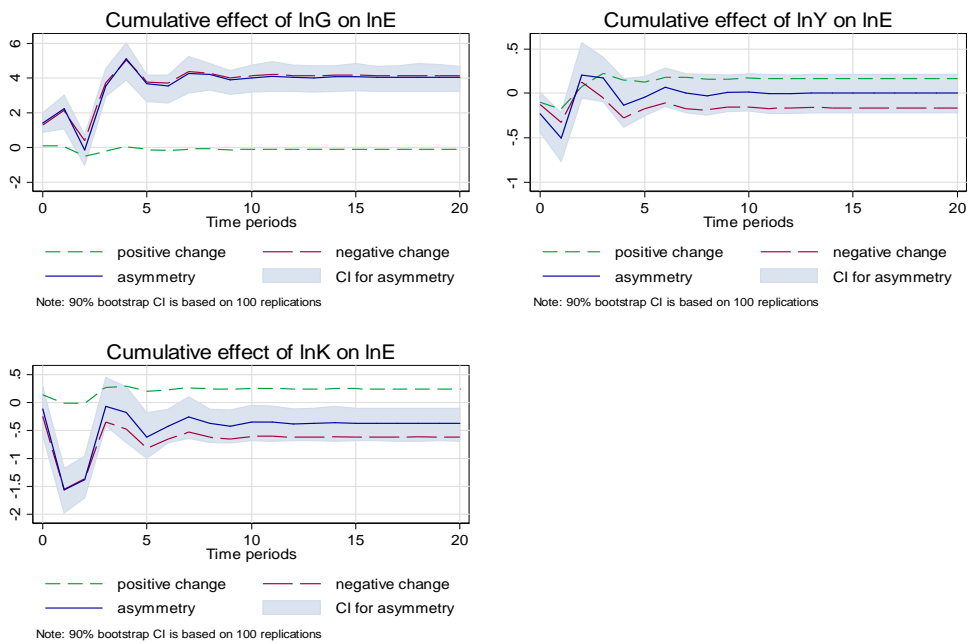 Cumulative effect of lnG on lnE
6
4
2
0
-2
0 5 10 15 20
Time periods
positive change negative change
asymmetry CI for asymmetry
Note: 90% bootstrap CI is based on 100 replications
Cumulative effect of lnY on lnE
.5
0
-.5
-1
0 5 10 15 20
Time periods
positive change negative change
asymmetry CI for asymmetry
Note: 90% bootstrap CI is based on 100 replications
Cumulative effect of lnK on lnE
.5
0
-.5
-1
-1.5
-2
0 5 10 15 20
Time periods
positive change negative change
asymmetry CI for asymmetry
Note: 90% bootstrap CI is based on 100 replications